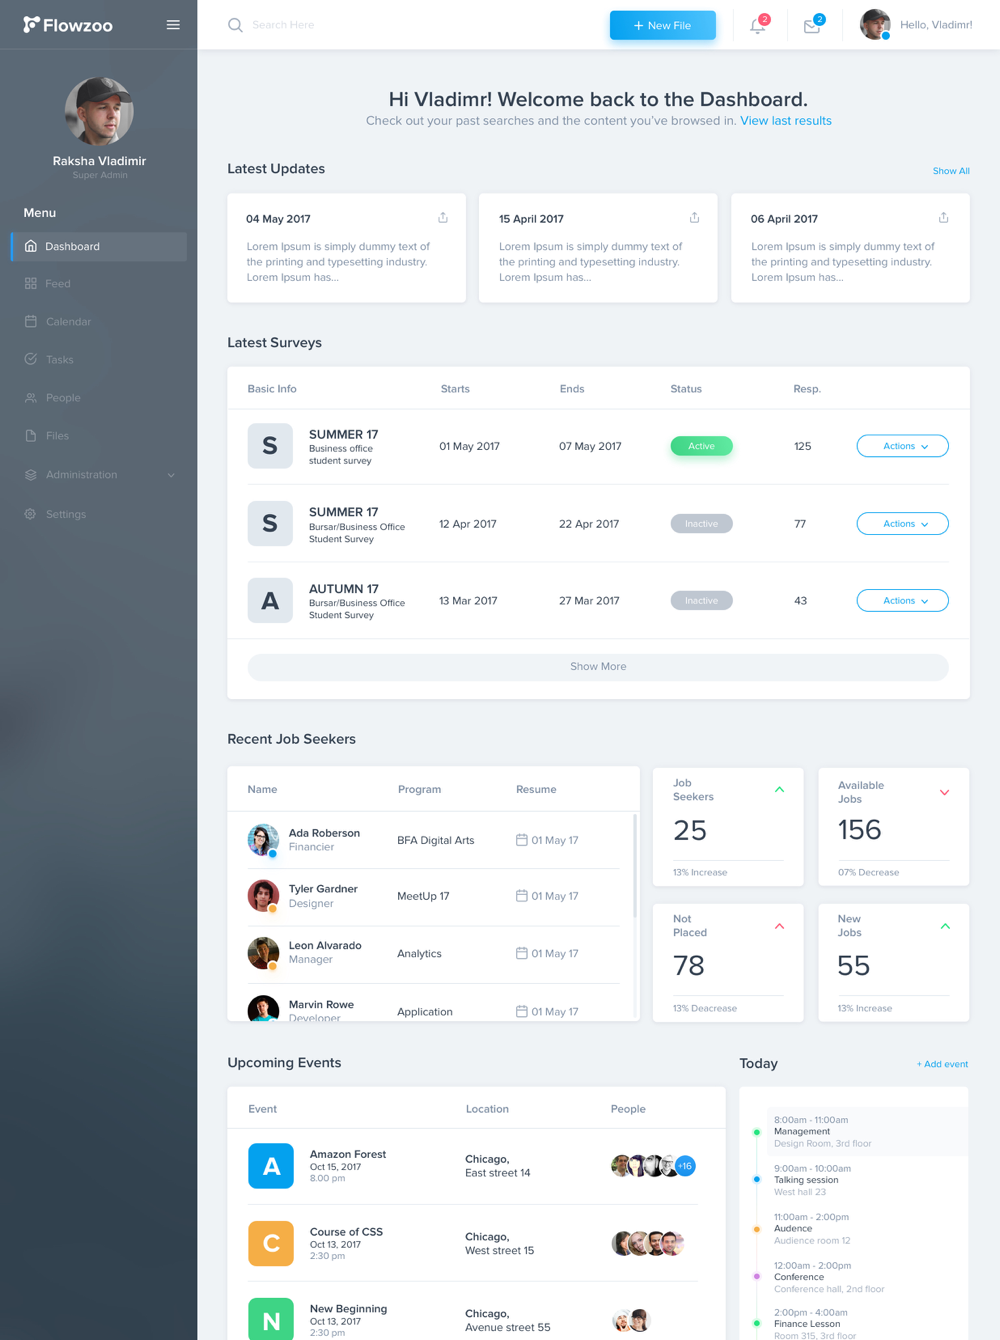 Flowzoo
Search Here
+ New File
2
2
Hello, Vladimr!
Raksha Vladimir
Super Admin
Menu
Dashboard
Feed
Calendar
Tasks
People
Files
Administration
Settings
Hi Vladimr! Welcome back to the Dashboard.
Check out your past searches and the content you've browsed in. View last results
Latest Updates
Show All
04 May 2017
Lorem Ipsum is simply dummy text of
the printing and typesetting industry.
Lorem Ipsum has...
15 April 2017
Lorem Ipsum is simply dummy text of
the printing and typesetting industry.
Lorem Ipsum has...
06 April 2017
Lorem Ipsum is simply dummy text of
the printing and typesetting industry.
Lorem Ipsum has...
Latest Surveys
Basic Info Starts Ends Status Resp.
S
SUMMER 17
Business office
student survey
01 May 2017 07 May 2017 Active 125 Actions
S
SUMMER 17
Bursar/Business Office
Student Survey
12 Apr 2017 22 Apr 2017 Inactive 77 Actions
A
AUTUMN 17
Bursar/Business Office
Student Survey
13 Mar 2017 27 Mar 2017 Inactive 43 Actions
Show More
Recent Job Seekers
Name Program Resume
Ada Roberson
Financier
BFA Digital Arts 01 May 17
Tyler Gardner
Designer
MeetUp 17 01 May 17
Leon Alvarado
Manager
Analytics 01 May 17
Marvin Rowe
Developer
Application 01 May 17
Job
Seekers
25
13% Increase
Available
Jobs
156
07% Decrease
Not
Placed
78
13% Deacrease
New
Jobs
55
13% Increase
Upcoming Events
Event Location People
A
Amazon Forest
Oct 15, 2017
8.00 pm
Chicago,
East street 14
+16
C
Course of CSS
Oct 13, 2017
2:30 pm
Chicago,
West street 15
N
New Beginning
Oct 13, 2017
2:30 pm
Chicago,
Avenue street 55
Today
+ Add event
8:00am - 11:00am
Management
Design Room, 3rd floor
9:00am - 10:00am
Talking session
West hall 23
11:00am - 2:00pm
Audence
Audience room 12
12:00am - 2:00pm
Conference
Conference hall, 2nd floor
2:00pm - 4:00am
Finance Lesson
Room 315, 3rd floor